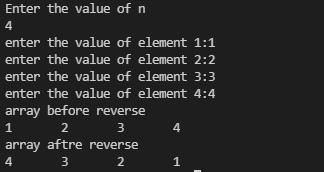 Enter the value of n
4
enter the value of element 1:1
enter the value of element 2:2
enter the value of element 3:3
enter the value of element 4:4
array before reverse
1 2 3 4
array aftre reverse
4 3 2 1